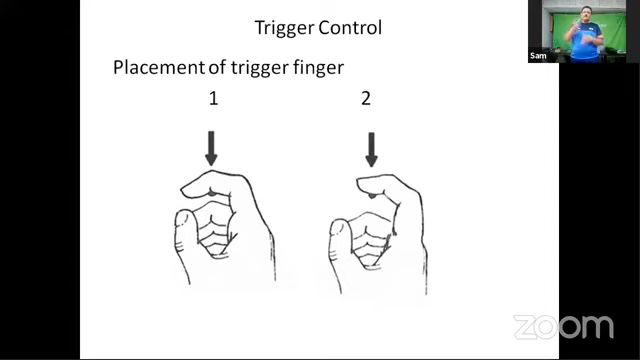 Trigger Control
Placement of trigger finger
1 2
Sam
zoom